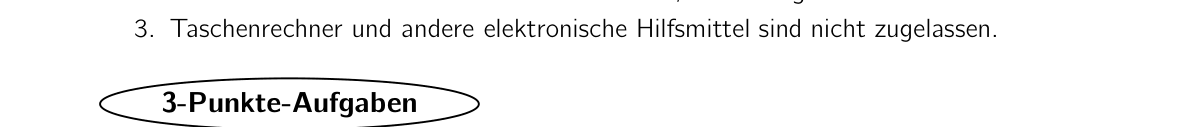 3. Taschenrechner und andere elektronische Hilfsmittel sind nicht zugelassen.
3-Punkte-Aufgaben